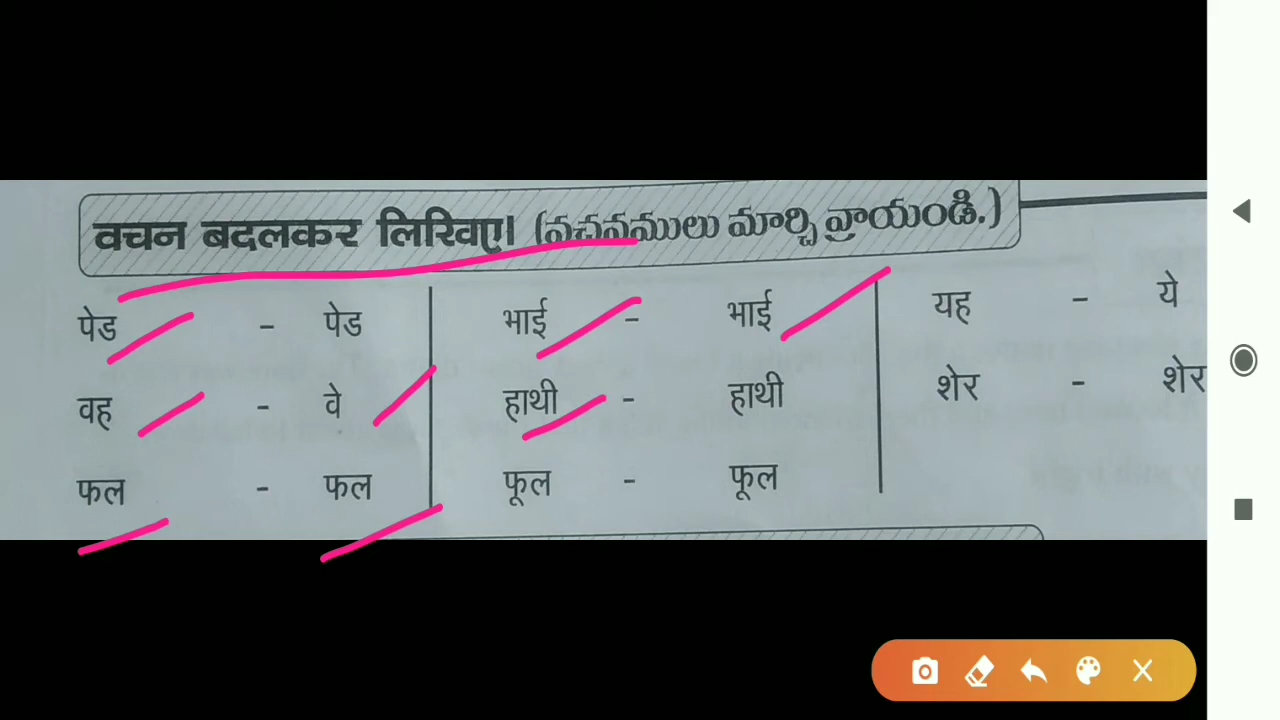 वचन बदलकर लिखिए। (వచనములు మార్చి వ్రాయండి.)
पेड - पेड भाई - भाई यह - ये
वह - वे हाथी - हाथी शेर - शेर
फल - फल फूल - फूल